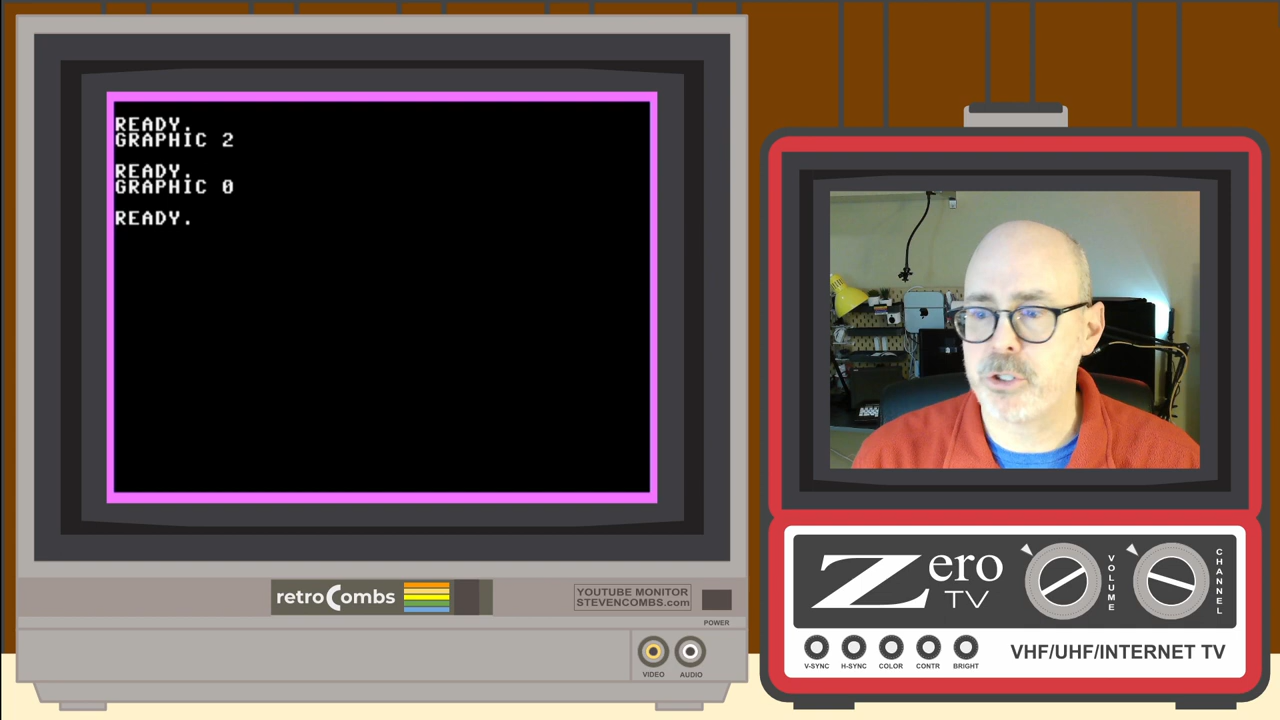 READY.
GRAPHIC 2
READY.
GRAPHIC 0
READY.
retroCombs
YOUTUBE MONITOR
STEVENCOMBS.com
POWER
VIDEO
AUDIO
Zero
TV
VOLUME
CHANNEL
V-SYNC
H-SYNC
COLOR
CONTR
BRIGHT
VHF/UHF/INTERNET TV